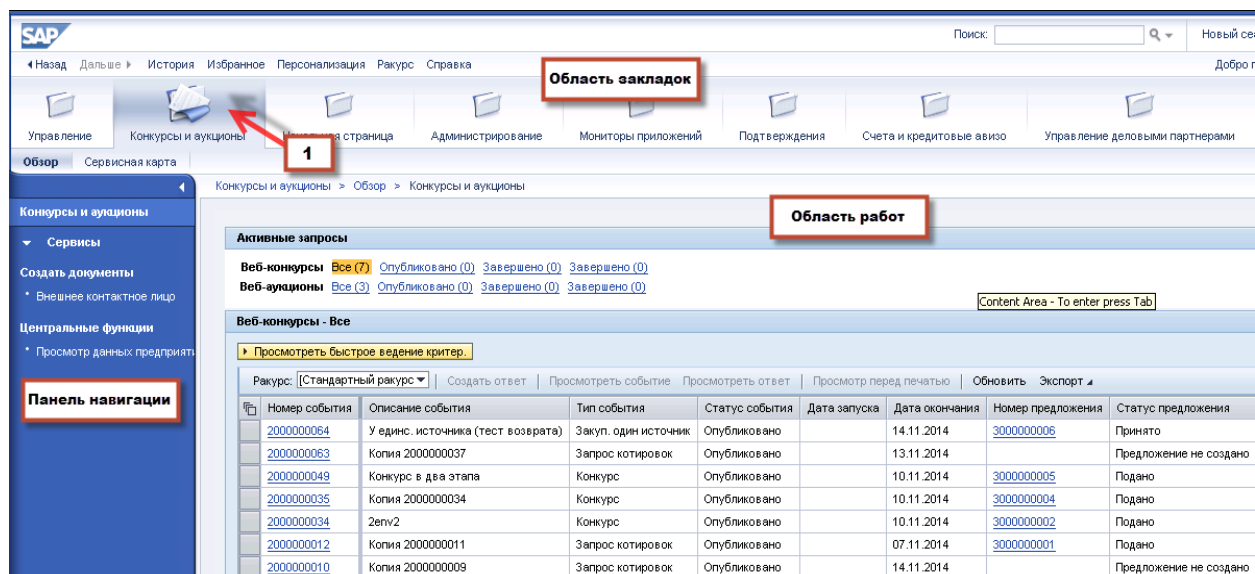 SAP Поиск: Новый сеа
Назад Дальше История Избранное Персонализация Ракурс Справка Добро п
Область закладок
Управление Конкурсы и аукционы Начальная страница Администрирование Мониторы приложений Подтверждения Счета и кредитовые авизо Управление деловыми партнерами
1
Обзор Сервисная карта
Конкурсы и аукционы > Обзор > Конкурсы и аукционы
Конкурсы и аукционы
Область работ
Сервисы
Активные запросы
Веб-конкурсы Все (7) Опубликовано (0) Завершено (0) Завершено (0)
Создать документы
Веб-аукционы Все (3) Опубликовано (0) Завершено (0) Завершено (0)
• Внешнее контактное лицо
Content Area - To enter press Tab
Центральные функции
Веб-конкурсы - Все
• Просмотр данных предприяти
Просмотреть быстрое ведение критер.
Панель навигации
Ракурс: [Стандартный ракурс Создать ответ Просмотреть событие Просмотреть ответ Просмотр перед печатью Обновить Экспорт
Номер события Описание события Тип события Статус события Дата запуска Дата окончания Номер предложения Статус предложения
2000000064 У единс. источника (тест возврата) Закуп. один источник Опубликовано 14.11.2014 3000000006 Принято
2000000063 Копия 2000000037 Запрос котировок Опубликовано 13.11.2014 Предложение не создано
2000000049 Конкурс в два этапа Конкурс Опубликовано 10.11.2014 3000000005 Подано
2000000035 Копия 2000000034 Конкурс Опубликовано 10.11.2014 3000000004 Подано
2000000034 2env2 Конкурс Опубликовано 10.11.2014 3000000002 Подано
2000000012 Копия 2000000011 Запрос котировок Опубликовано 07.11.2014 3000000001 Подано
2000000010 Копия 2000000009 Запрос котировок Опубликовано 14.11.2014 Предложение не создано